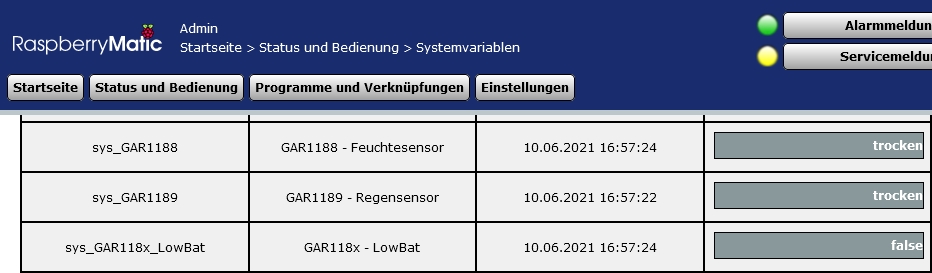 RaspberryMatic
Admin
Startseite > Status und Bedienung > Systemvariablen
Alarmmeldun
Servicemeldu
Startseite
Status und Bedienung
Programme und Verknüpfungen
Einstellungen
sys_GAR1188 GAR1188 - Feuchtesensor 10.06.2021 16:57:24 trocken
sys_GAR1189 GAR1189 - Regensensor 10.06.2021 16:57:22 trocken
sys_GAR118x_LowBat GAR118x - LowBat 10.06.2021 16:57:24 false